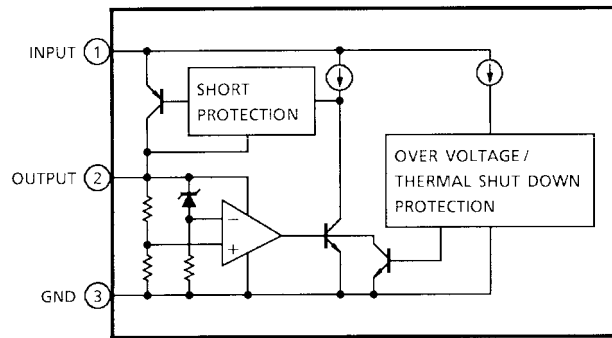 INPUT 1
SHORT
PROTECTION
OVER VOLTAGE /
THERMAL SHUT DOWN
PROTECTION
OUTPUT 2
−
+
GND 3